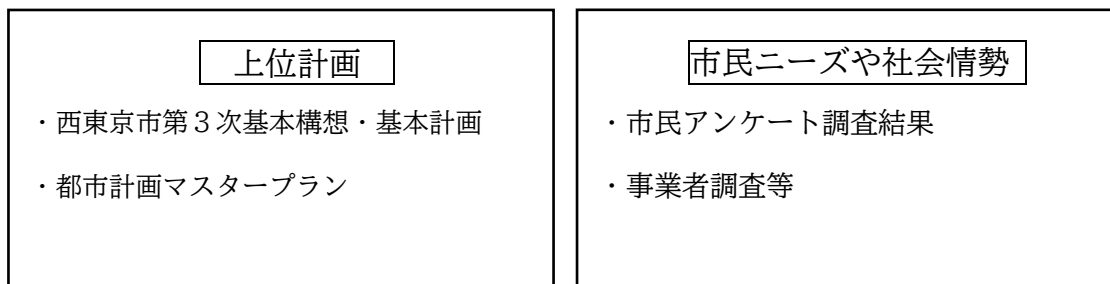 上位計画
・西東京市第３次基本構想・基本計画
・都市計画マスタープラン
市民ニーズや社会情勢
・市民アンケート調査結果
・事業者調査等